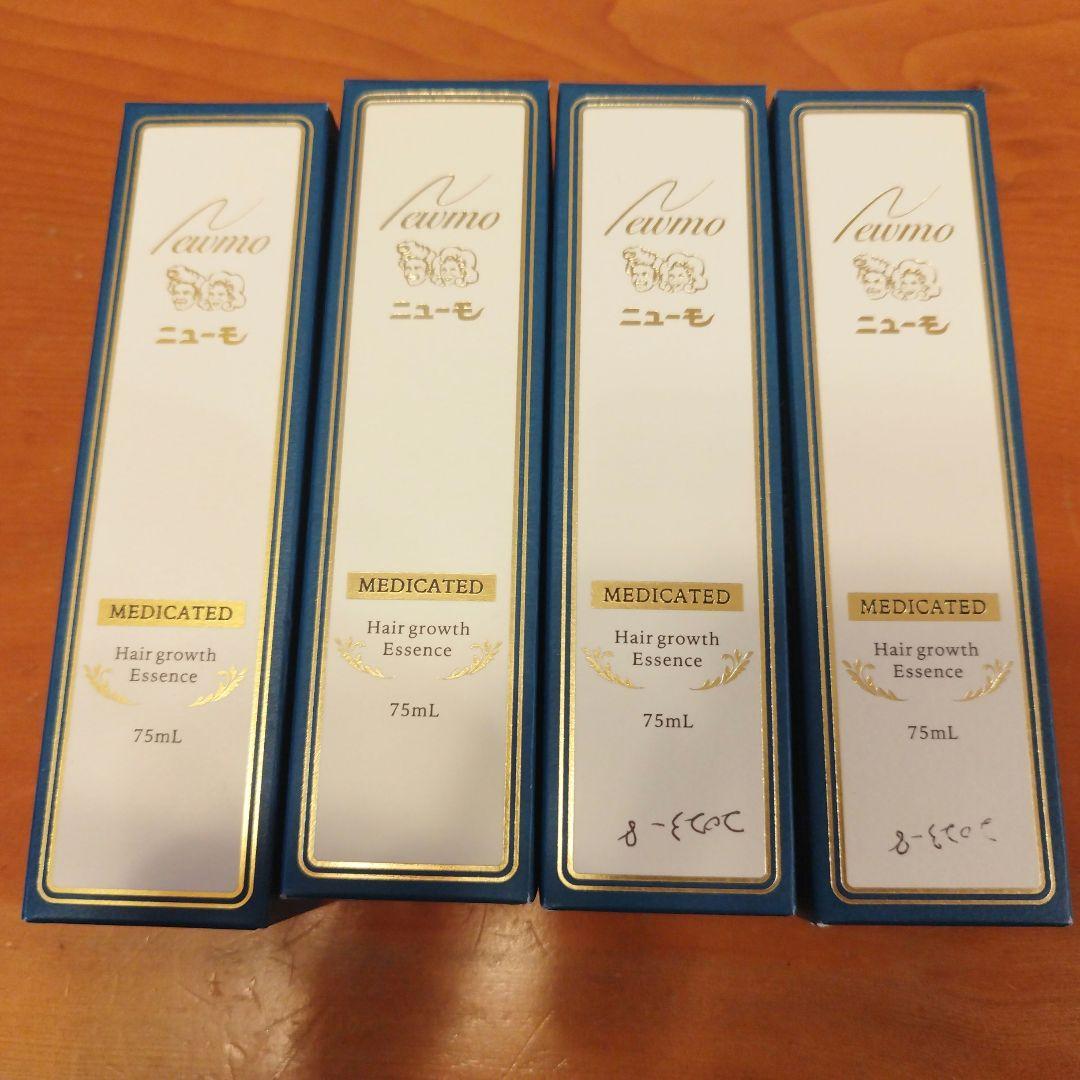 Newmo
ニューモ
MEDICATED
Hair growth
Essence
75mL
Newmo
ニューモ
MEDICATED
Hair growth
Essence
75mL
Newmo
ニューモ
MEDICATED
Hair growth
Essence
75mL
2023-8
Newmo
ニューモ
MEDICATED
Hair growth
Essence
75mL
2023-8